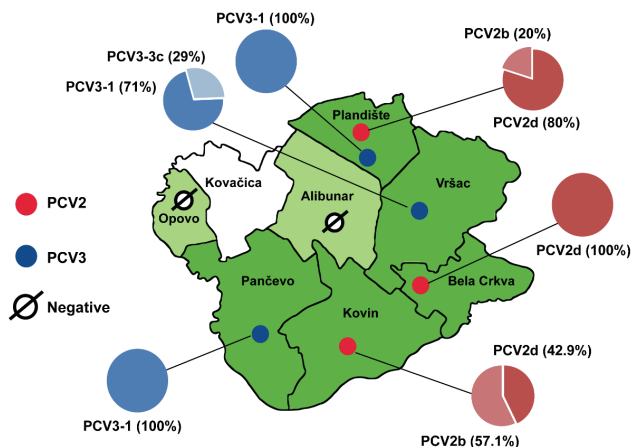 PCV3-1 (100%)
PCV3-3c (29%)
PCV3-1 (71%)
PCV2b (20%)
PCV2d
(80%)
Plandište
Kovačica
Alibunar
Vršac
Opovo
PCV2
PCV3
Negative
PCV2d
(100%)
Pančevo
Bela Crkva
Kovin
PCV2d (42.9%)
PCV3-1
(100%)
PCV2b
(57.1%)